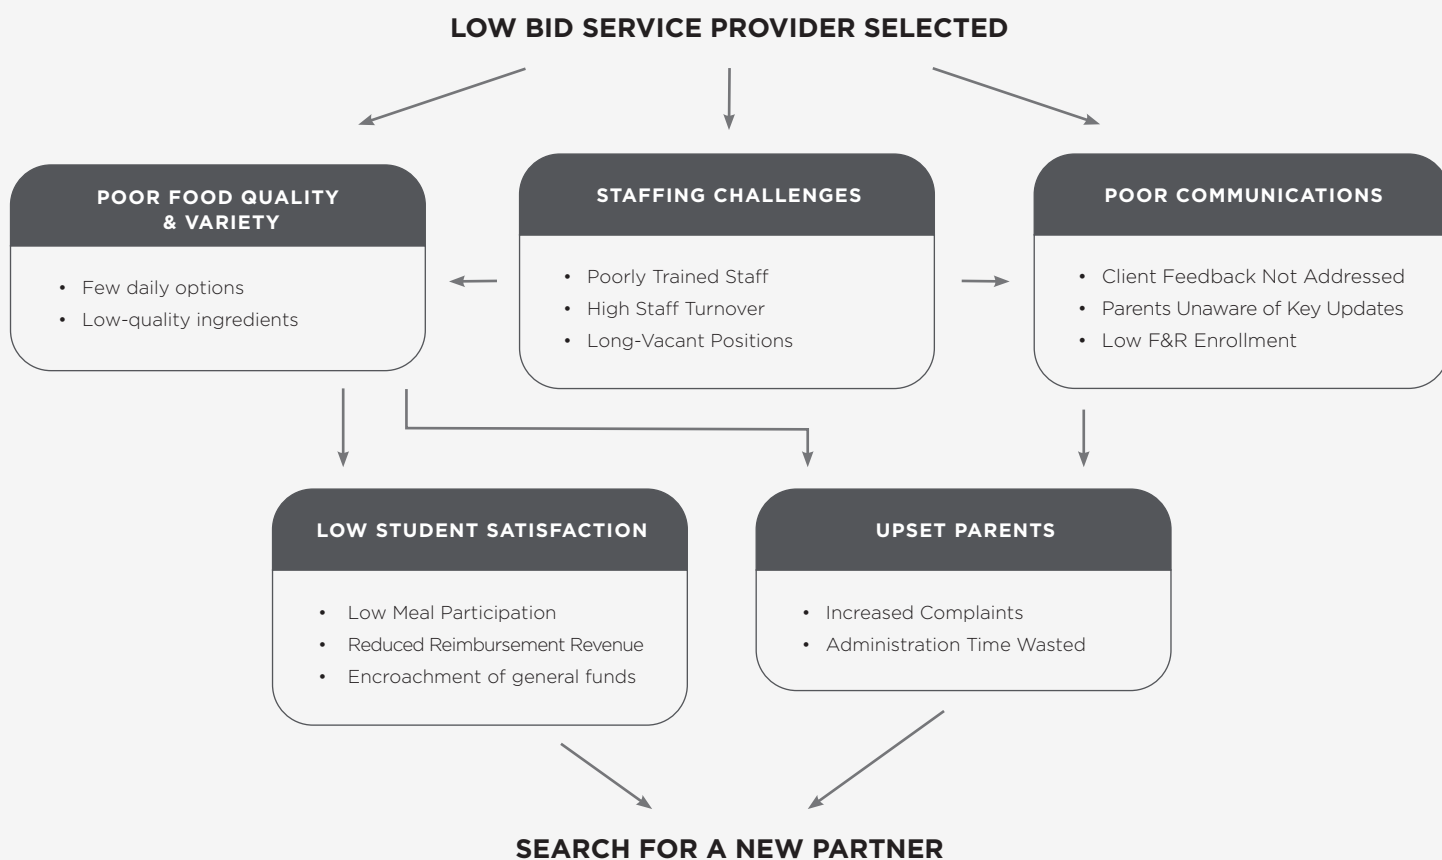 LOW BID SERVICE PROVIDER SELECTED
POOR FOOD QUALITY
& VARIETY
• Few daily options
• Low-quality ingredients
STAFFING CHALLENGES
• Poorly Trained Staff
• High Staff Turnover
• Long-Vacant Positions
POOR COMMUNICATIONS
• Client Feedback Not Addressed
• Parents Unaware of Key Updates
• Low F&R Enrollment
LOW STUDENT SATISFACTION
• Low Meal Participation
• Reduced Reimbursement Revenue
• Encroachment of general funds
UPSET PARENTS
• Increased Complaints
• Administration Time Wasted
SEARCH FOR A NEW PARTNER